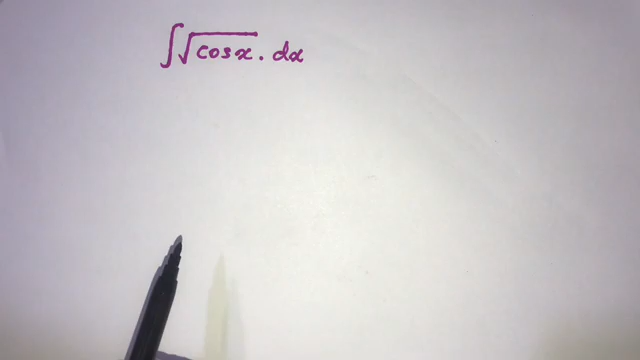 ∫√cosx . dx